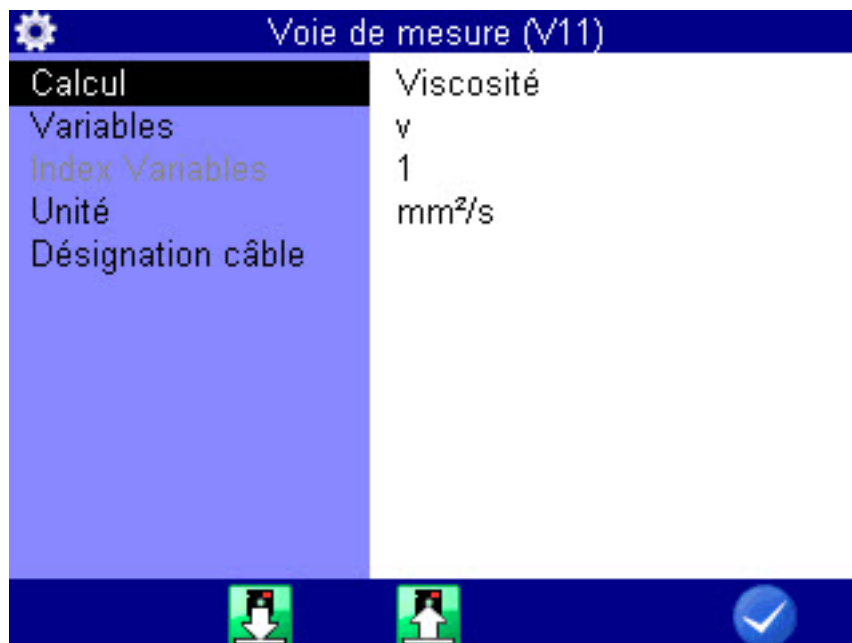 Voie de mesure (V11)
Calcul Viscosité
Variables v
Index Variables 1
Unité mm²/s
Désignation câble